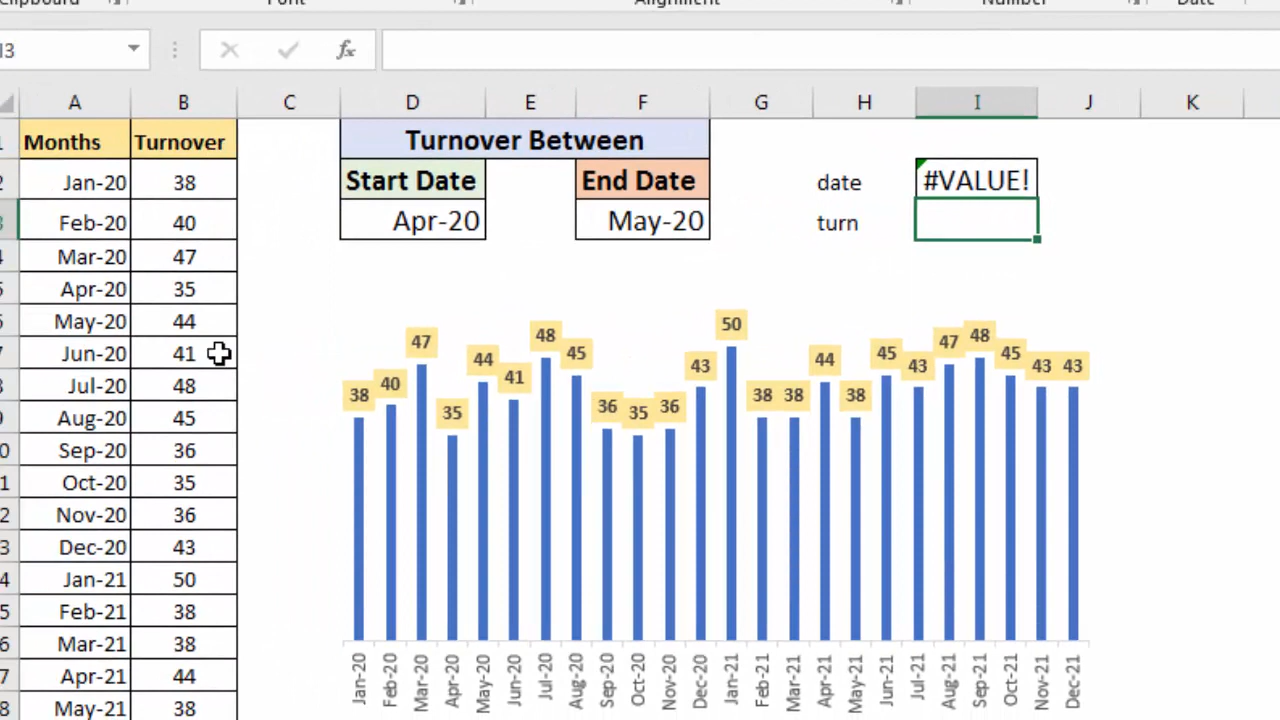 Font Alignment Number Date
I3 fx
A B C D E F G H I J K
Months Turnover Turnover Between
2 Jan-20 38 Start Date End Date date #VALUE!
Feb-20 40 Apr-20 May-20 turn
Mar-20 47
Apr-20 35
May-20 44
Jun-20 41
Jul-20 48
Aug-20 45
Sep-20 36
Oct-20 35
Nov-20 36
Dec-20 43
Jan-21 50
Feb-21 38
Mar-21 38
Apr-21 44
May-21 38
38 40 47 35 44 41 48 45 36 35 36 43 50 38 38 44 38 45 43 47 48 45 43 43
Jan-20 Feb-20 Mar-20 Apr-20 May-20 Jun-20 Jul-20 Aug-20 Sep-20 Oct-20 Nov-20 Dec-20 Jan-21 Feb-21 Mar-21 Apr-21 May-21 Jun-21 Jul-21 Aug-21 Sep-21 Oct-21 Nov-21 Dec-21